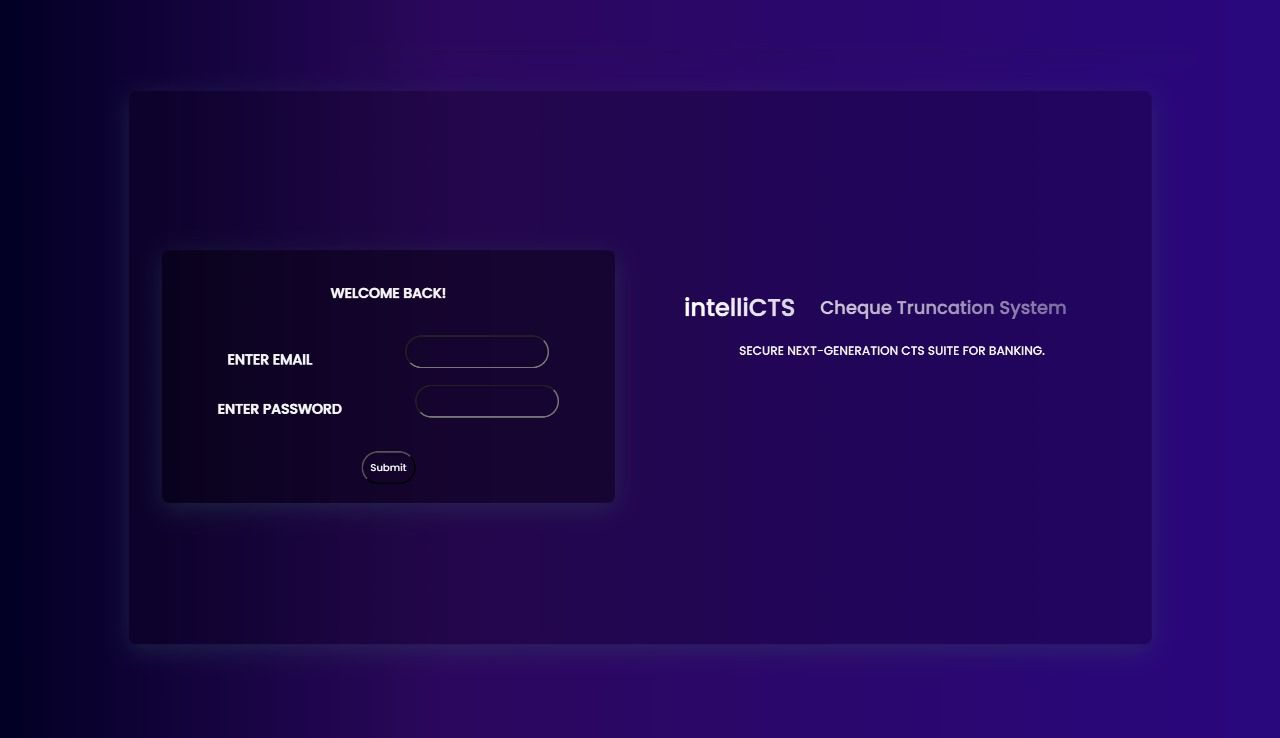 WELCOME BACK!
ENTER EMAIL
ENTER PASSWORD
Submit
intelliCTS Cheque Truncation System
SECURE NEXT-GENERATION CTS SUITE FOR BANKING.